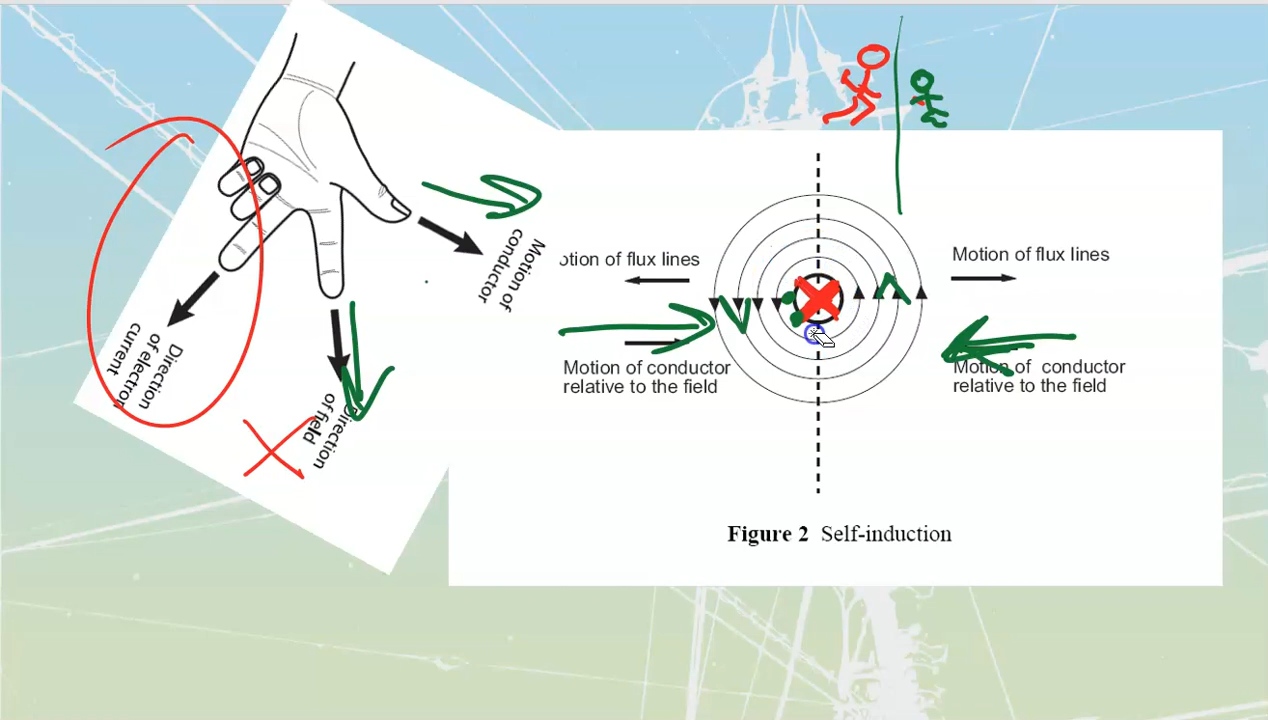 Motion of
conductor
Direction
of electron
current
Direction
of field
otion of flux lines
Motion of flux lines
Motion of conductor
relative to the field
Motion of conductor
relative to the field
Figure 2 Self-induction